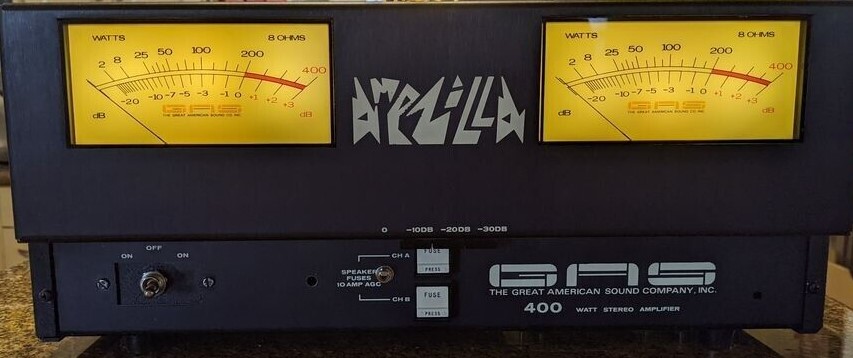 WATTS 8 OHMS
2 8 25 50 100 200 400
-20 -10 -7 -5 -3 -1 0 +1 +2 +3
GAS
THE GREAT AMERICAN SOUND CO INC.
dB dB
AMPZILLA
WATTS 8 OHMS
2 8 25 50 100 200 400
-20 -10 -7 -5 -3 -1 0 +1 +2 +3
GAS
THE GREAT AMERICAN SOUND CO INC.
dB dB
0 -10DB -20DB -30DB
OFF
ON ON
CH A
SPEAKER
FUSES
10 AMP AGC
CH B
FUSE
PRESS
FUSE
PRESS
GAS
THE GREAT AMERICAN SOUND COMPANY, INC.
400 WATT STEREO AMPLIFIER